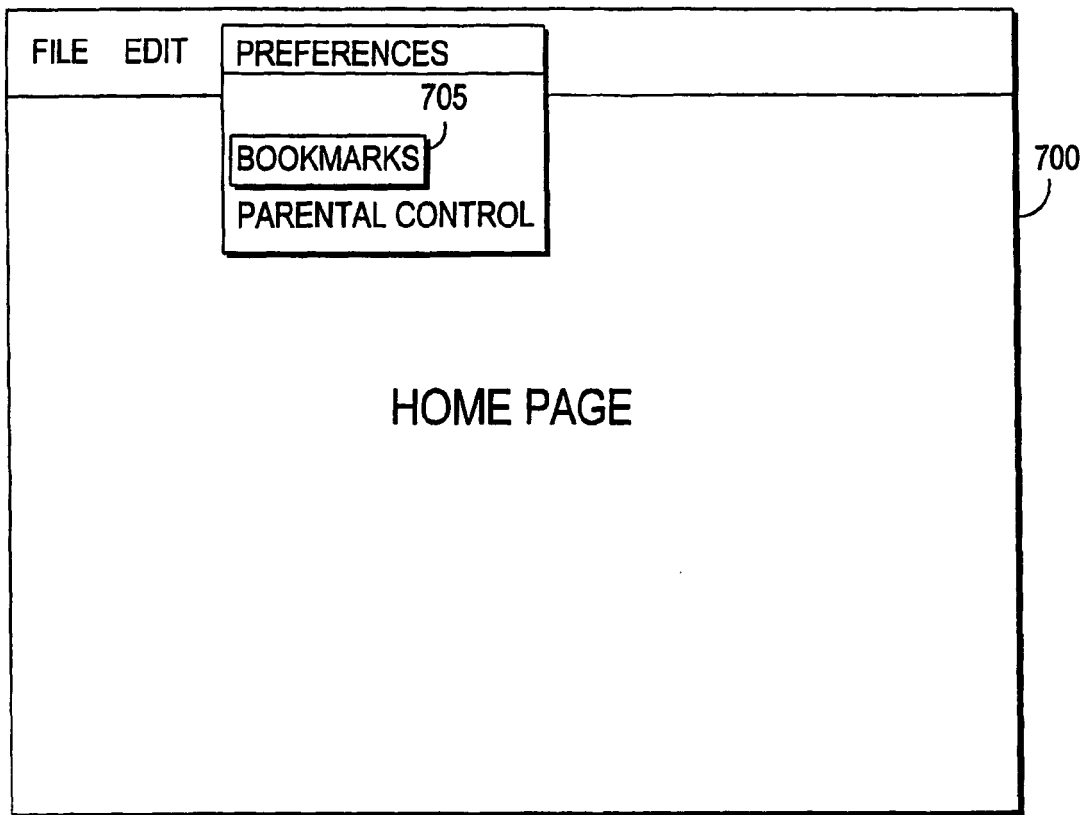 FILE EDIT PREFERENCES
705
BOOKMARKS
700
PARENTAL CONTROL
HOME PAGE